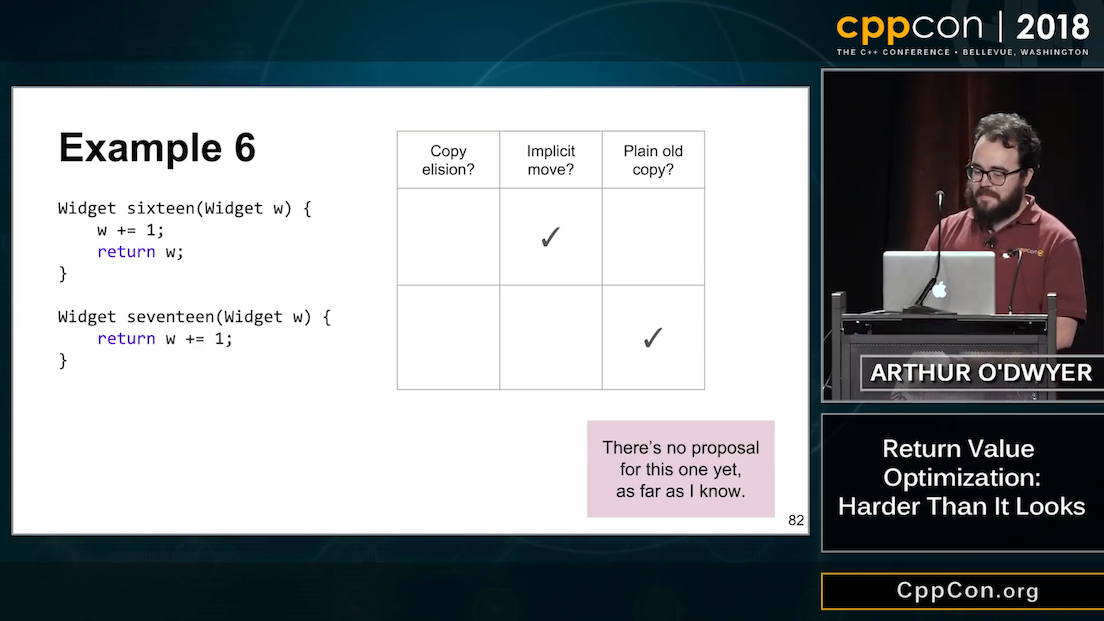 cppcon | 2018
THE C++ CONFERENCE • BELLEVUE, WASHINGTON
Example 6
Widget sixteen(Widget w) {
w += 1;
return w;
}
Widget seventeen(Widget w) {
return w += 1;
}
Copy
elision?
Implicit
move?
Plain old
copy?
✓
✓
There's no proposal
for this one yet,
as far as I know.
82
ARTHUR O'DWYER
Return Value
Optimization:
Harder Than It Looks
CppCon.org